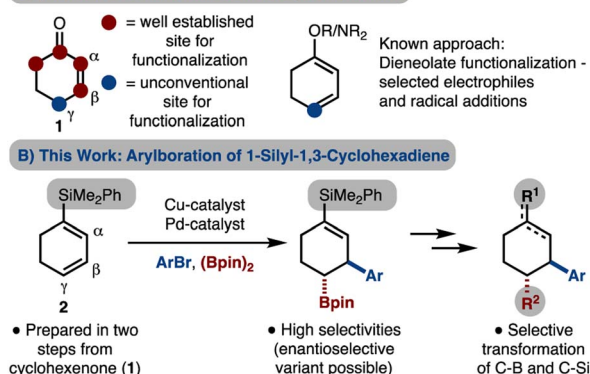 O
α
β
γ
1
= well established
site for
functionalization
= unconventional
site for
functionalization
OR/NR2
Known approach:
Dieneolate functionalization -
selected electrophiles
and radical additions
B) This Work: Arylboration of 1-Silyl-1,3-Cyclohexadiene
SiMe2Ph
α
β
γ
2
Cu-catalyst
Pd-catalyst
ArBr, (Bpin)2
SiMe2Ph
Ar
Bpin
R1
Ar
R2
• Prepared in two
steps from
cyclohexenone (1)
• High selectivities
(enantioselective
variant possible)
• Selective
transformation
of C-B and C-Si